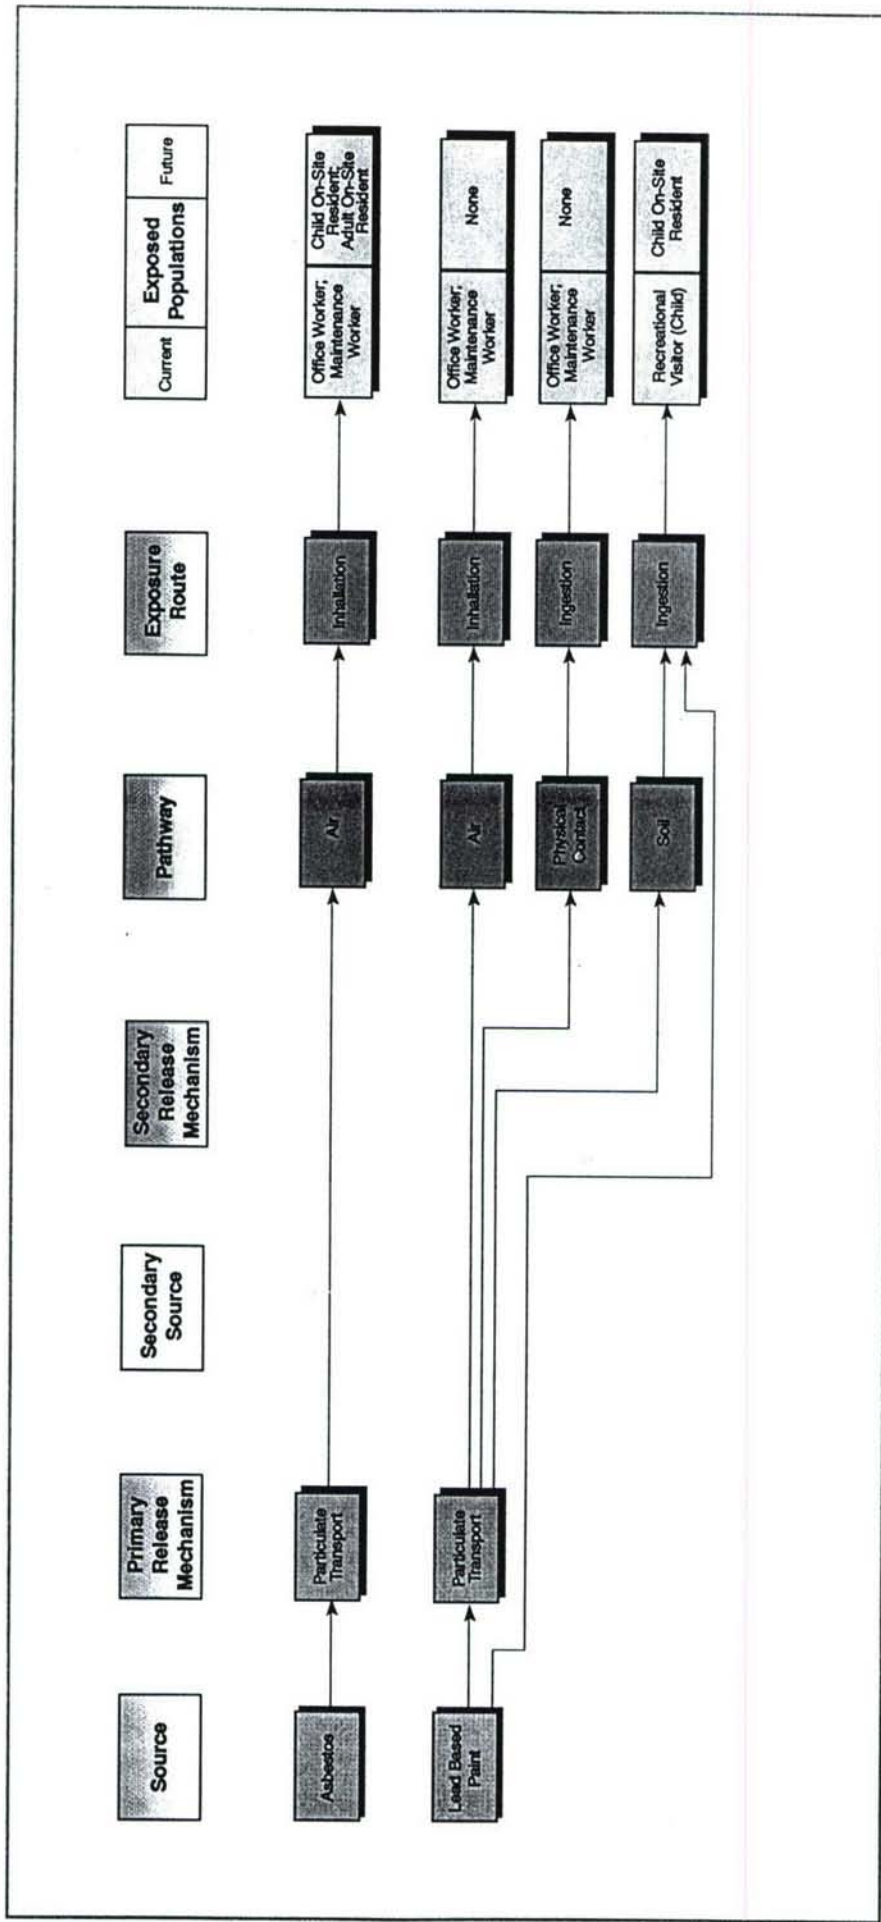 Source
Primary
Release
Mechanism
Secondary
Source
Secondary
Release
Mechanism
Pathway
Exposure
Route
Current
Exposed
Populations
Future
Asbestos
Particulate
Transport
Air
Inhallation
Office Worker;
Maintenance
Worker
Child On-Site
Resident;
Adult On-Site
Resident
Lead Based
Paint
Particulate
Transport
Air
Inhallation
Office Worker;
Maintenance
Worker
None
Physical
Contact
Ingestion
Office Worker;
Maintenance
Worker
None
Soil
Ingestion
Recreational
Visitor (Child)
Child On-Site
Resident